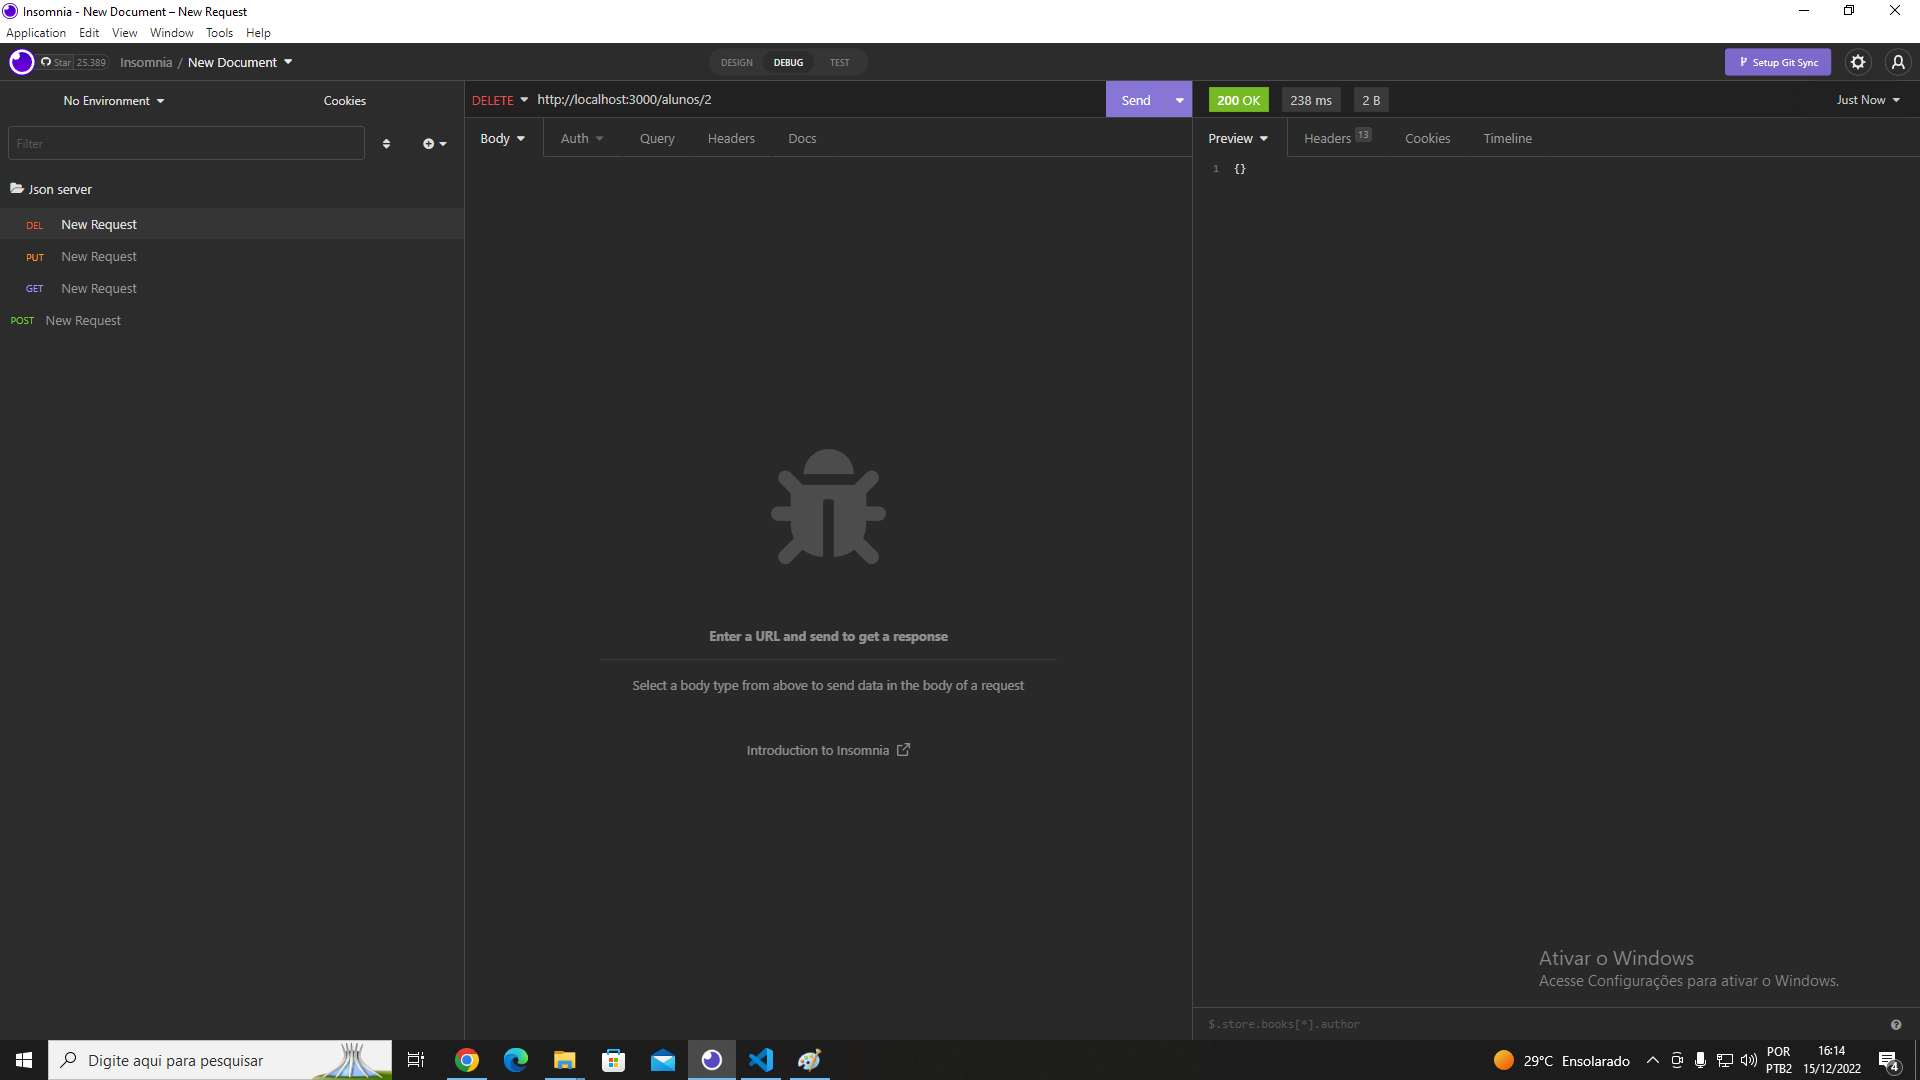 Insomnia - New Document – New Request
Application Edit View Window Tools Help
Star 25.389 Insomnia / New Document DESIGN DEBUG TEST Setup Git Sync
No Environment Cookies
DELETE http://localhost:3000/alunos/2 Send
200 OK 238 ms 2 B Just Now
Filter
Body Auth Query Headers Docs
Preview Headers 13 Cookies Timeline
1 {}
Json server
DEL New Request
PUT New Request
GET New Request
POST New Request
Enter a URL and send to get a response
Select a body type from above to send data in the body of a request
Introduction to Insomnia
Ativar o Windows
Acesse Configurações para ativar o Windows.
$.store.books[*].author
Digite aqui para pesquisar
29°C Ensolarado
POR
PTB2
16:14
15/12/2022
4